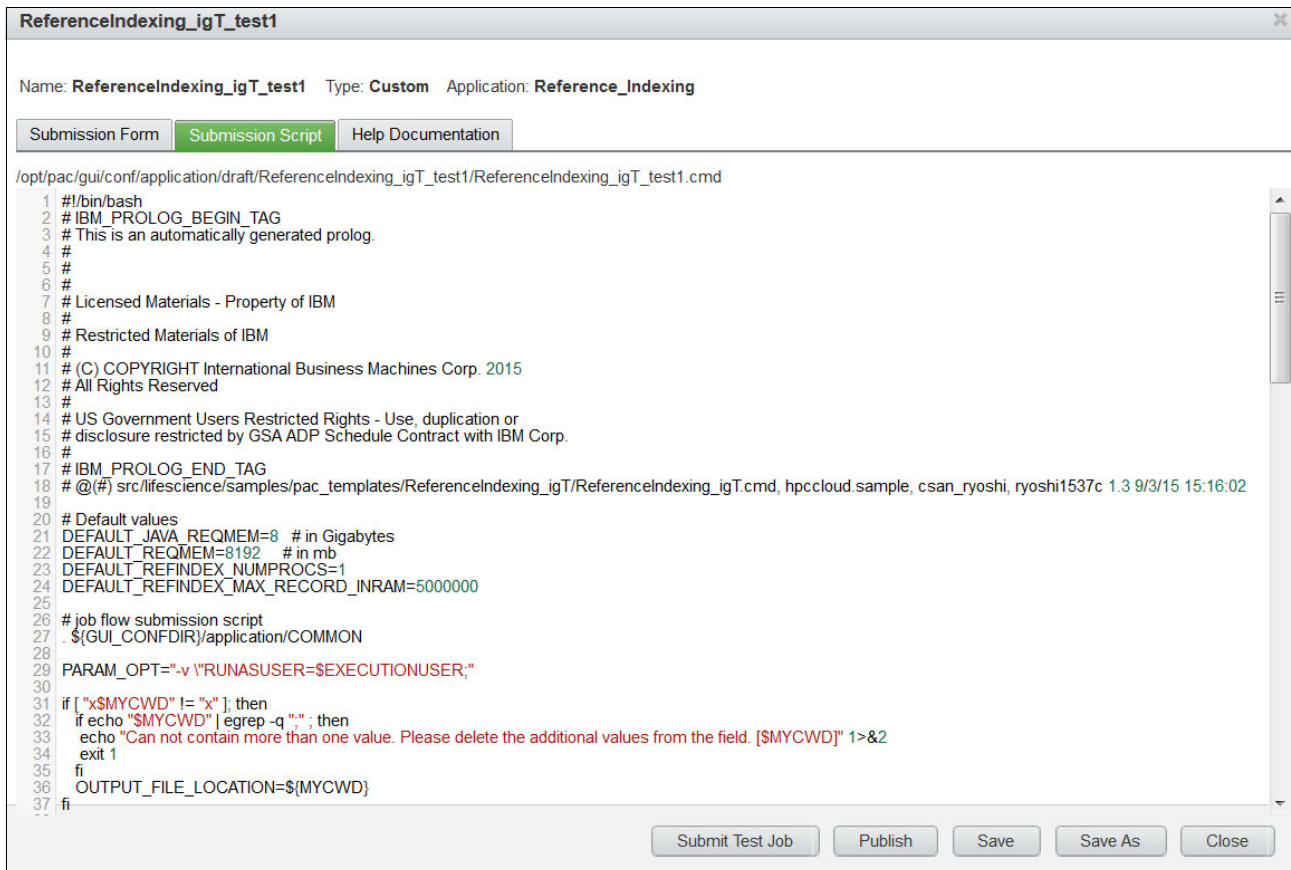 ReferenceIndexing_igT_test1
Name: ReferenceIndexing_igT_test1 Type: Custom Application: Reference_Indexing
Submission Form Submission Script Help Documentation
/opt/pac/gui/conf/application/draft/ReferenceIndexing_igT_test1/ReferenceIndexing_igT_test1.cmd
1 #!/bin/bash
2 # IBM_PROLOG_BEGIN_TAG
3 # This is an automatically generated prolog.
4 #
5 #
6 #
7 # Licensed Materials - Property of IBM
8 #
9 # Restricted Materials of IBM
10 #
11 # (C) COPYRIGHT International Business Machines Corp. 2015
12 # All Rights Reserved
13 #
14 # US Government Users Restricted Rights - Use, duplication or
15 # disclosure restricted by GSA ADP Schedule Contract with IBM Corp.
16 #
17 # IBM_PROLOG_END_TAG
18 # @(#) src/lifescience/samples/pac_templates/ReferenceIndexing_igT/ReferenceIndexing_igT.cmd, hpccloud.sample, csan_ryoshi, ryoshi1537c 1.3 9/3/15 15:16:02
19
20 # Default values
21 DEFAULT_JAVA_REQMEM=8 # in Gigabytes
22 DEFAULT_REQMEM=8192 # in mb
23 DEFAULT_REFINDEX_NUMPROCS=1
24 DEFAULT_REFINDEX_MAX_RECORD_INRAM=5000000
25
26 # job flow submission script
27 . ${GUI_CONFDIR}/application/COMMON
28
29 PARAM_OPT="-v \"RUNASUSER=$EXECUTIONUSER;"
30
31 if [ "x$MYCWD" != "x" ]; then
32 if echo "$MYCWD" | egrep -q ";" ; then
33 echo "Can not contain more than one value. Please delete the additional values from the field. [$MYCWD]" 1>&2
34 exit 1
35 fi
36 OUTPUT_FILE_LOCATION=${MYCWD}
37 fi
Submit Test Job Publish Save Save As Close